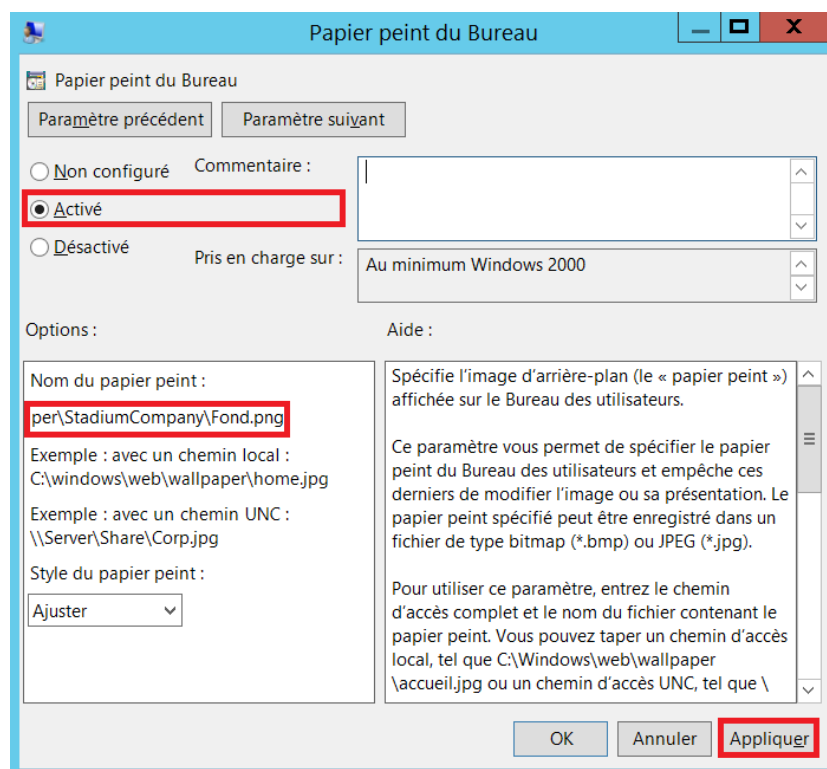 Papier peint du Bureau
Papier peint du Bureau
Paramètre précédent Paramètre suivant
Non configuré Commentaire :
Activé
Désactivé
Pris en charge sur : Au minimum Windows 2000
Options : Aide :
Nom du papier peint :
per\StadiumCompany\Fond.png
Exemple : avec un chemin local :
C:\windows\web\wallpaper\home.jpg
Exemple : avec un chemin UNC :
\\Server\Share\Corp.jpg
Style du papier peint :
Ajuster
Spécifie l’image d’arrière-plan (le « papier peint »)
affichée sur le Bureau des utilisateurs.
Ce paramètre vous permet de spécifier le papier
peint du Bureau des utilisateurs et empêche ces
derniers de modifier l’image ou sa présentation. Le
papier peint spécifié peut être enregistré dans un
fichier de type bitmap (*.bmp) ou JPEG (*.jpg).
Pour utiliser ce paramètre, entrez le chemin
d’accès complet et le nom du fichier contenant le
papier peint. Vous pouvez taper un chemin d’accès
local, tel que C:\Windows\web\wallpaper
\accueil.jpg ou un chemin d’accès UNC, tel que \
OK Annuler Appliquer